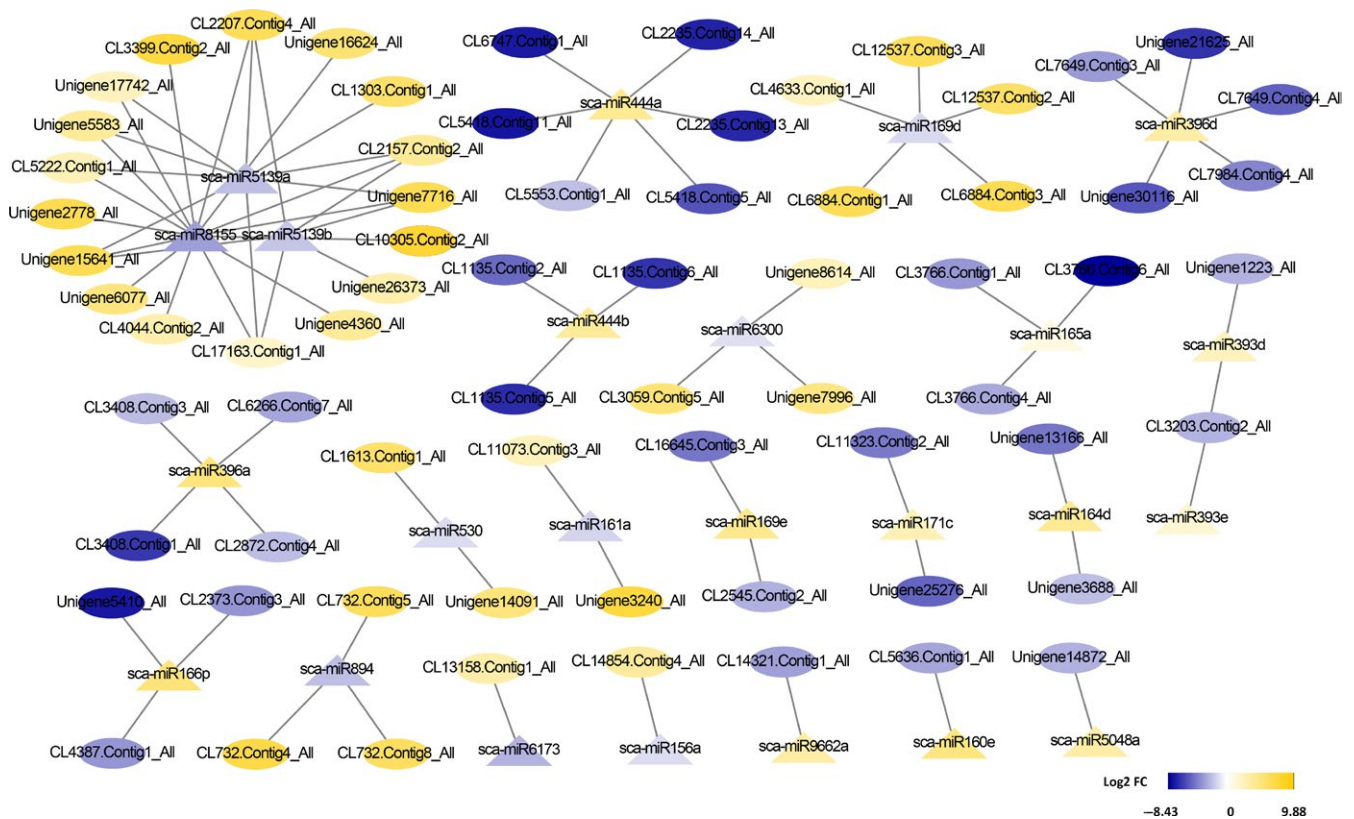 CL2207.Contig4_All
CL3399.Contig2_All
Unigene16624_All
Unigene17742_All
CL1303.Contig1_All
Unigene5583_All
CL2157.Contig2_All
CL5222.Contig1_All
sca-miR5139a
Unigene7716_All
Unigene2778_All
sca-miR8155
sca-miR5139b
CL10305.Contig2_All
Unigene15641_All
Unigene26373_All
Unigene6077_All
Unigene4360_All
CL4044.Contig2_All
CL17163.Contig1_All
CL6747.Contig1_All
CL2235.Contig14_All
sca-miR444a
CL5418.Contig11_All
CL2235.Contig13_All
CL5553.Contig1_All
CL5418.Contig5_All
CL12537.Contig3_All
CL4633.Contig1_All
CL12537.Contig2_All
sca-miR169d
CL6884.Contig1_All
CL6884.Contig3_All
Unigene21625_All
CL7649.Contig3_All
CL7649.Contig4_All
sca-miR396d
CL7984.Contig4_All
Unigene30116_All
CL1135.Contig2_All
CL1135.Contig6_All
sca-miR444b
CL1135.Contig5_All
Unigene8614_All
sca-miR6300
CL3059.Contig5_All
Unigene7996_All
CL3766.Contig1_All
CL3766.Contig6_All
sca-miR165a
CL3766.Contig4_All
Unigene1223_All
sca-miR393d
CL3203.Contig2_All
sca-miR393e
CL3408.Contig3_All
CL6266.Contig7_All
sca-miR396a
CL3408.Contig1_All
CL2872.Contig4_All
CL1613.Contig1_All
sca-miR530
Unigene14091_All
CL11073.Contig3_All
sca-miR161a
Unigene3240_All
CL16645.Contig3_All
sca-miR169e
CL2545.Contig2_All
CL11323.Contig2_All
sca-miR171c
Unigene25276_All
Unigene13166_All
sca-miR164d
Unigene3688_All
Unigene5410_All
CL2373.Contig3_All
sca-miR166p
CL4387.Contig1_All
CL732.Contig5_All
sca-miR894
CL732.Contig4_All
CL732.Contig8_All
CL13158.Contig1_All
sca-miR6173
CL14854.Contig4_All
sca-miR156a
CL14321.Contig1_All
sca-miR9662a
CL5636.Contig1_All
sca-miR160e
Unigene14872_All
sca-miR5048a
Log2 FC
−8.43 0 9.88